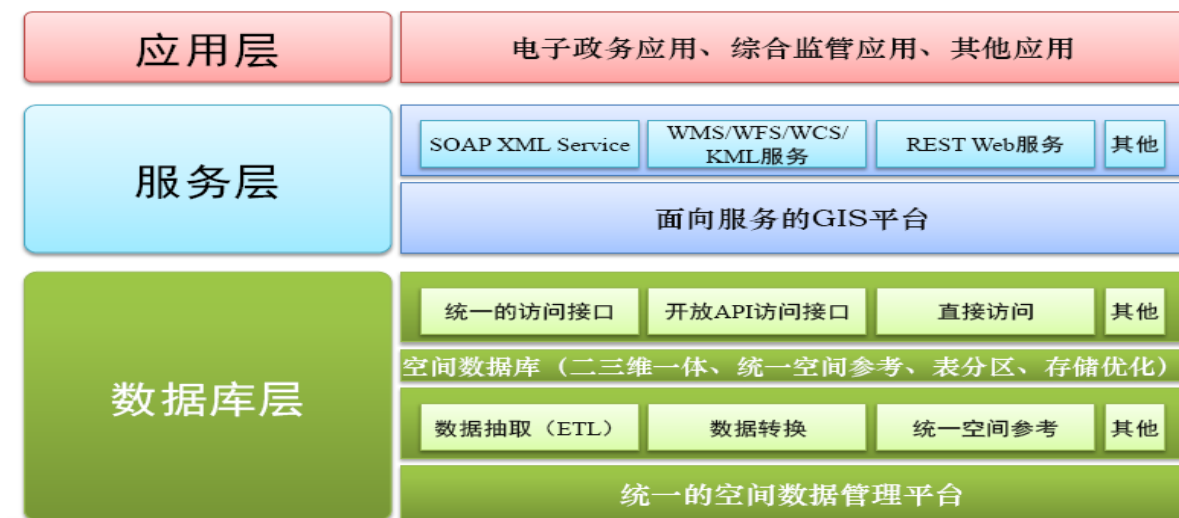 应用层
电子政务应用、综合监管应用、其他应用
服务层
SOAP XML Service
WMS/WFS/WCS/
KML服务
REST Web服务
其他
面向服务的GIS平台
数据库层
统一的访问接口
开放API访问接口
直接访问
其他
空间数据库（二三维一体、统一空间参考、表分区、存储优化）
数据抽取（ETL）
数据转换
统一空间参考
其他
统一的空间数据管理平台